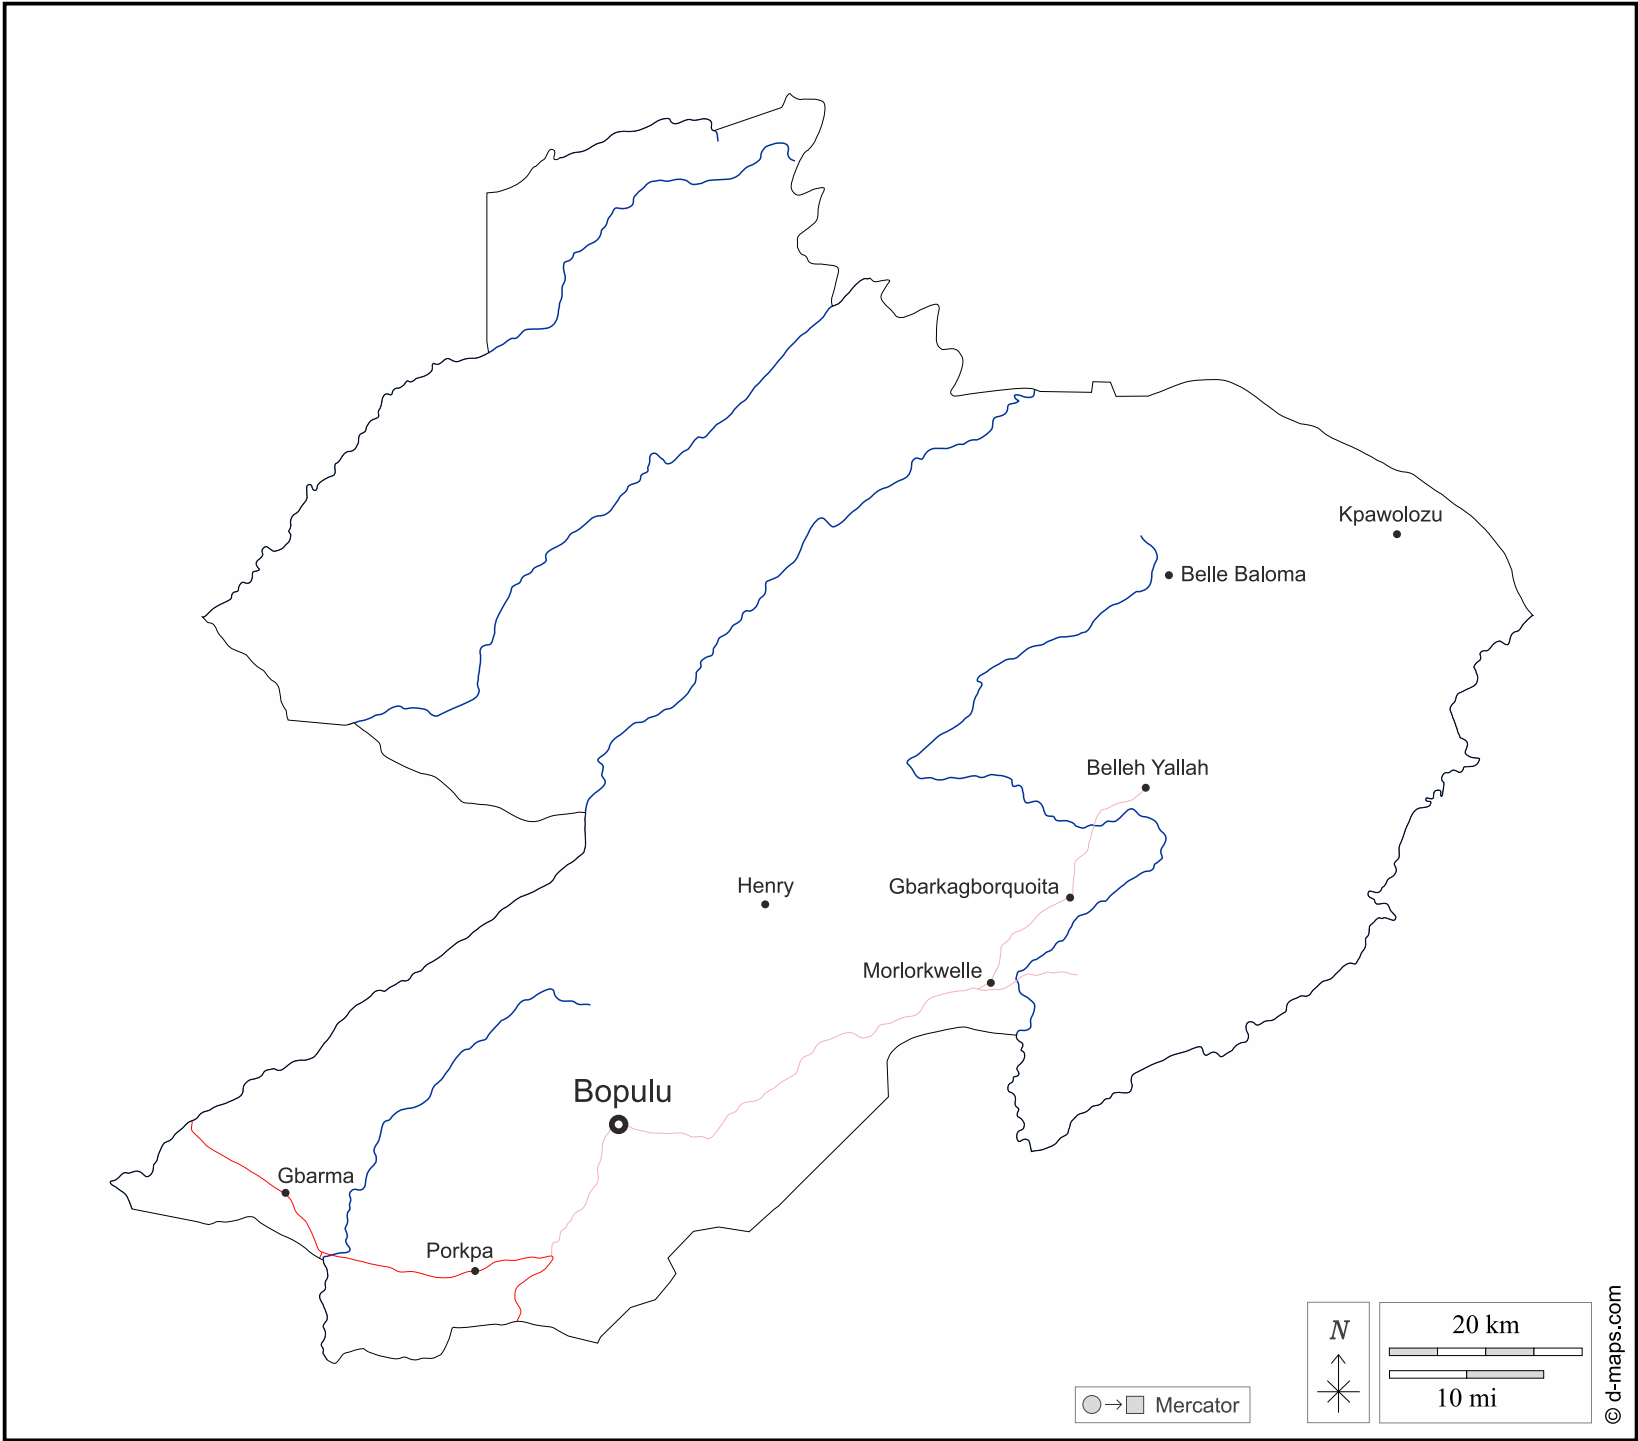 Kpawolozu
Belle Baloma
Belleh Yallah
Henry
Gbarkagborquoita
Morlorkwelle
Bopulu
Gbarma
Porkpa
N
20 km
10 mi
Mercator
© d-maps.com